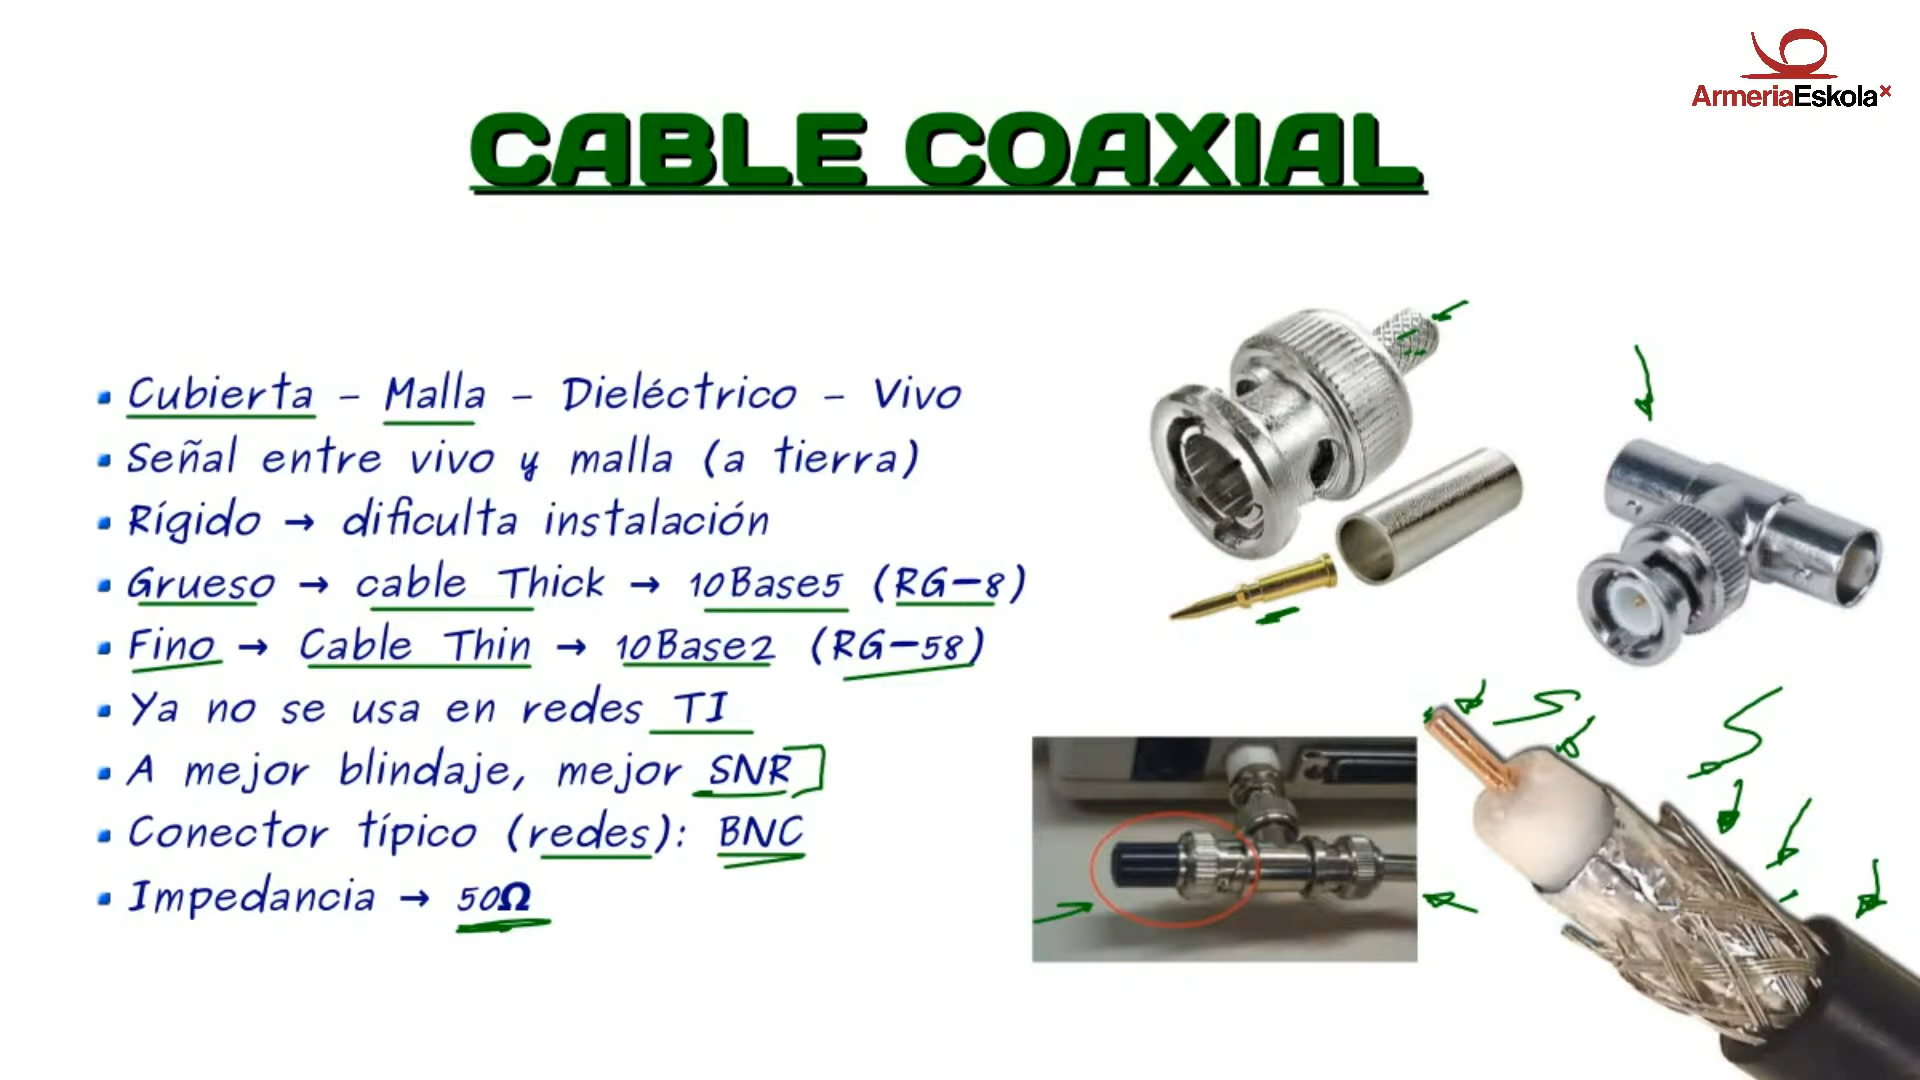 ArmeriaEskola
CABLE COAXIAL
Cubierta - Malla - Dieléctrico - Vivo
Señal entre vivo y malla (a tierra)
Rígido → dificulta instalación
Grueso → cable Thick → 10Base5 (RG-8)
Fino → Cable Thin → 10Base2 (RG-58)
Ya no se usa en redes TI
A mejor blindaje, mejor SNR
Conector típico (redes): BNC
Impedancia → 50Ω